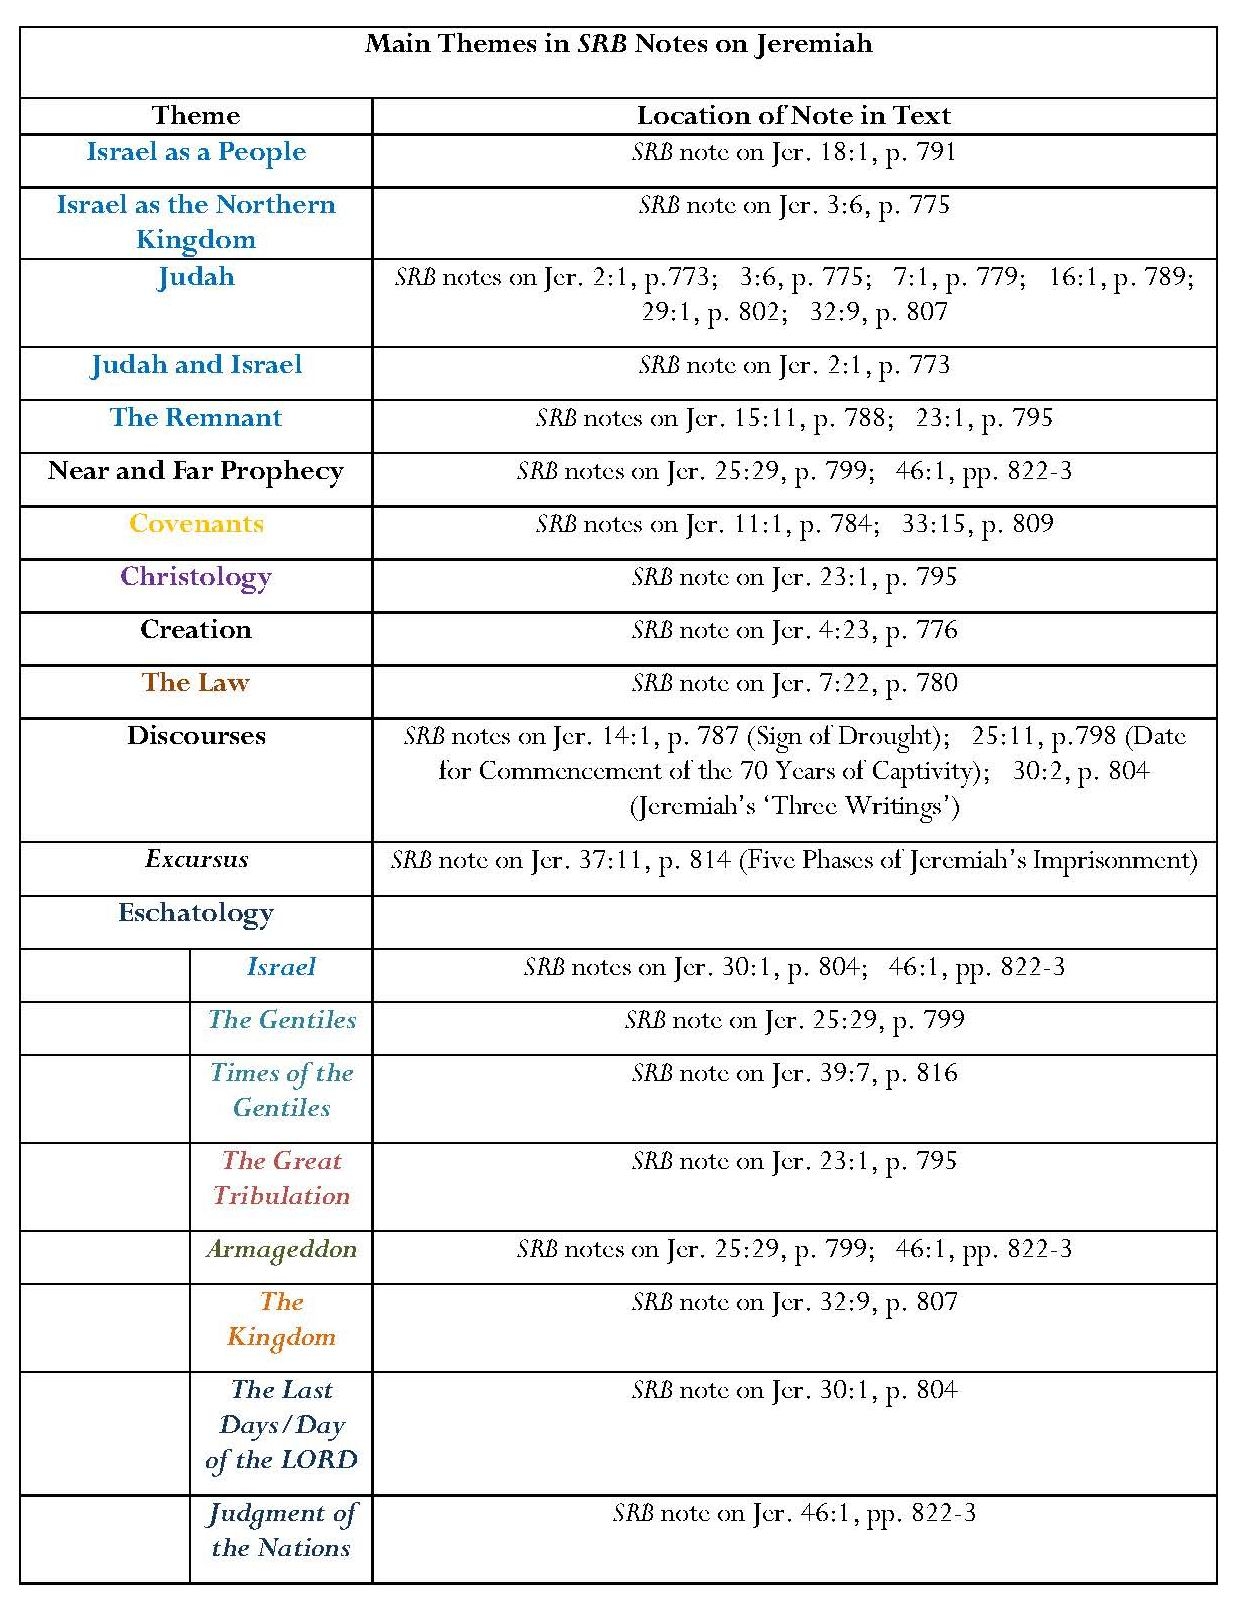 Main Themes in SRB Notes on Jeremiah
Theme
Location of Note in Text
Israel as a People
SRB note on Jer. 18:1, p. 791
Israel as the Northern
Kingdom
SRB note on Jer. 3:6, p. 775
Judah
SRB notes on Jer. 2:1, p.773; 3:6, p. 775; 7:1, p. 779; 16:1, p. 789;
29:1, p. 802; 32:9, p. 807
Judah and Israel
SRB note on Jer. 2:1, p. 773
The Remnant
SRB notes on Jer. 15:11, p. 788; 23:1, p. 795
Near and Far Prophecy
SRB notes on Jer. 25:29, p. 799; 46:1, pp. 822-3
Covenants
SRB notes on Jer. 11:1, p. 784; 33:15, p. 809
Christology
SRB note on Jer. 23:1, p. 795
Creation
SRB note on Jer. 4:23, p. 776
The Law
SRB note on Jer. 7:22, p. 780
Discourses
SRB notes on Jer. 14:1, p. 787 (Sign of Drought); 25:11, p.798 (Date
for Commencement of the 70 Years of Captivity); 30:2, p. 804
(Jeremiah's ‘Three Writings’)
Excursus
SRB note on Jer. 37:11, p. 814 (Five Phases of Jeremiah's Imprisonment)
Eschatology
Israel
SRB notes on Jer. 30:1, p. 804; 46:1, pp. 822-3
The Gentiles
SRB note on Jer. 25:29, p. 799
Times of the
Gentiles
SRB note on Jer. 39:7, p. 816
The Great
Tribulation
SRB note on Jer. 23:1, p. 795
Armageddon
SRB notes on Jer. 25:29, p. 799; 46:1, pp. 822-3
The
Kingdom
SRB note on Jer. 32:9, p. 807
The Last
Days/Day
of the LORD
SRB note on Jer. 30:1, p. 804
Judgment of
the Nations
SRB note on Jer. 46:1, pp. 822-3